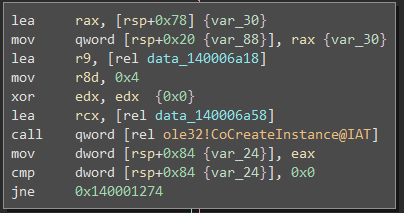 lea     rax, [rsp+0x78] {var_30}
mov     qword [rsp+0x20 {var_88}], rax {var_30}
lea     r9, [rel data_140006a18]
mov     r8d, 0x4
xor     edx, edx  {0x0}
lea     rcx, [rel data_140006a58]
call    qword [rel ole32!CoCreateInstance@IAT]
mov     dword [rsp+0x84 {var_24}], eax
cmp     dword [rsp+0x84 {var_24}], 0x0
jne     0x140001274